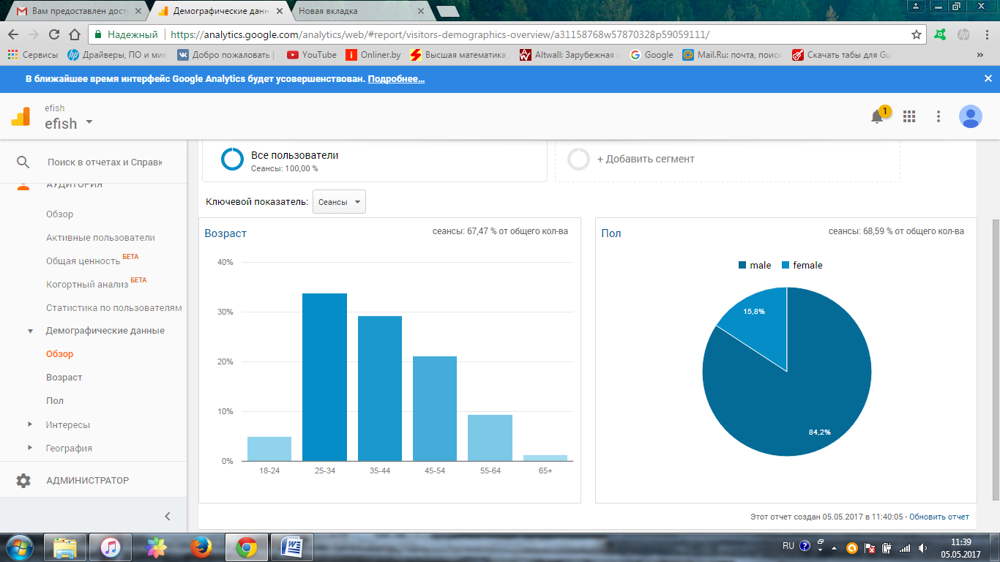 Вам предоставлен досту
Демографические данны
Новая вкладка
Надежный
https://analytics.google.com/analytics/web/#report/visitors-demographics-overview/a31158768w57870328p59059111/
Сервисы
Драйверы, ПО и мик
Добро пожаловать |
YouTube
Onliner.by
Высшая математика
Altwall: Зарубежная
Google
Mail.Ru: почта, поиск
Скачать табы для Gu
»
В ближайшее время интерфейс Google Analytics будет усовершенствован. Подробнее…
efish
efish
1
Поиск в отчетах и Справк
АУДИТОРИЯ
Обзор
Активные пользователи
Общая ценность БЕТА
Когортный анализ БЕТА
Статистика по пользователям
Демографические данные
Обзор
Возраст
Пол
Интересы
География
АДМИНИСТРАТОР
Все пользователи
Сеансы: 100,00 %
+ Добавить сегмент
Ключевой показатель:
Сеансы
Возраст
сеансы: 67,47 % от общего кол-ва
40%
30%
20%
10%
0%
18-24
25-34
35-44
45-54
55-64
65+
Пол
сеансы: 68,59 % от общего кол-ва
male
female
15,8%
84,2%
Этот отчет создан 05.05.2017 в 11:40:05 - Обновить отчет
RU
11:39
05.05.2017